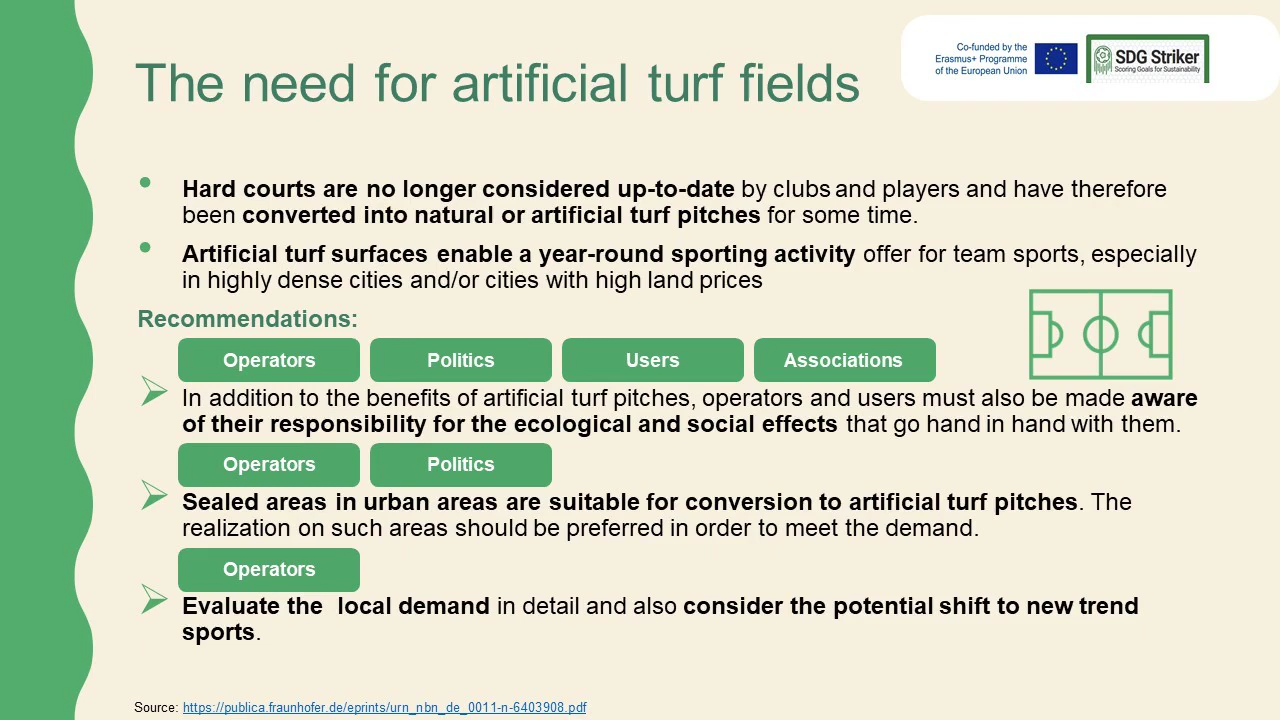 The need for artificial turf fields
Co-funded by the
Erasmus+ Programme
of the European Union
SDG Striker
Scoring Goals for Sustainability
• Hard courts are no longer considered up-to-date by clubs and players and have therefore
been converted into natural or artificial turf pitches for some time.
• Artificial turf surfaces enable a year-round sporting activity offer for team sports, especially
in highly dense cities and/or cities with high land prices
Recommendations:
Operators Politics Users Associations
In addition to the benefits of artificial turf pitches, operators and users must also be made aware
of their responsibility for the ecological and social effects that go hand in hand with them.
Operators Politics
Sealed areas in urban areas are suitable for conversion to artificial turf pitches. The
realization on such areas should be preferred in order to meet the demand.
Operators
Evaluate the local demand in detail and also consider the potential shift to new trend
sports.
Source: https://publica.fraunhofer.de/eprints/urn_nbn_de_0011-n-6403908.pdf